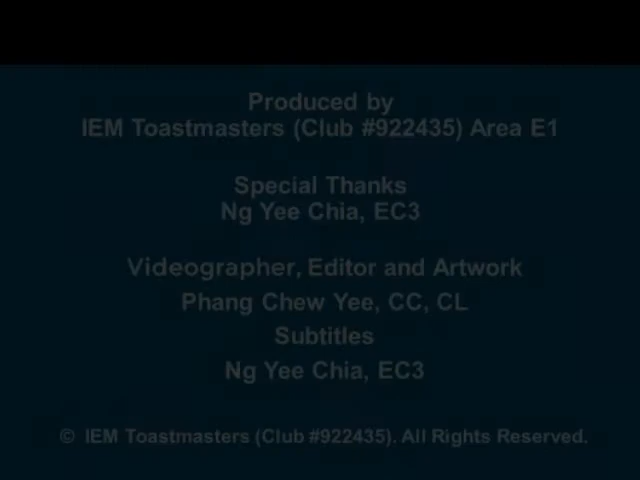 Produced by
IEM Toastmasters (Club #922435) Area E1
Special Thanks
Ng Yee Chia, EC3
Videographer, Editor and Artwork
Phang Chew Yee, CC, CL
Subtitles
Ng Yee Chia, EC3
© IEM Toastmasters (Club #922435). All Rights Reserved.